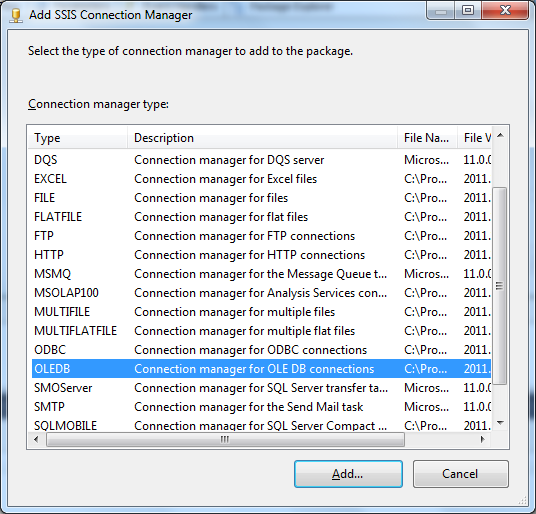 Add SSIS Connection Manager
Select the type of connection manager to add to the package.
Connection manager type:
Type Description File Na... File V
DQS Connection manager for DQS server Micros... 11.0.0
EXCEL Connection manager for Excel files C:\Pro... 2011.
FILE Connection manager for files C:\Pro... 2011.
FLATFILE Connection manager for flat files C:\Pro... 2011.
FTP Connection manager for FTP connections C:\Pro... 2011.
HTTP Connection manager for HTTP connections C:\Pro... 2011.
MSMQ Connection manager for the Message Queue t... Micros... 11.0.0
MSOLAP100 Connection manager for Analysis Services con... C:\Pro... 2011.
MULTIFILE Connection manager for multiple files C:\Pro... 2011.
MULTIFLATFILE Connection manager for multiple flat files C:\Pro... 2011.
ODBC Connection manager for ODBC connections C:\Pro... 2011.
OLEDB Connection manager for OLE DB connections C:\Pro... 2011.
SMOServer Connection manager for SQL Server transfer ta... Micros... 11.0.0
SMTP Connection manager for the Send Mail task Micros... 11.0.0
SQLMOBILE Connection manager for SQL Server Compact ... C:\Pro... 2011.
Add... Cancel